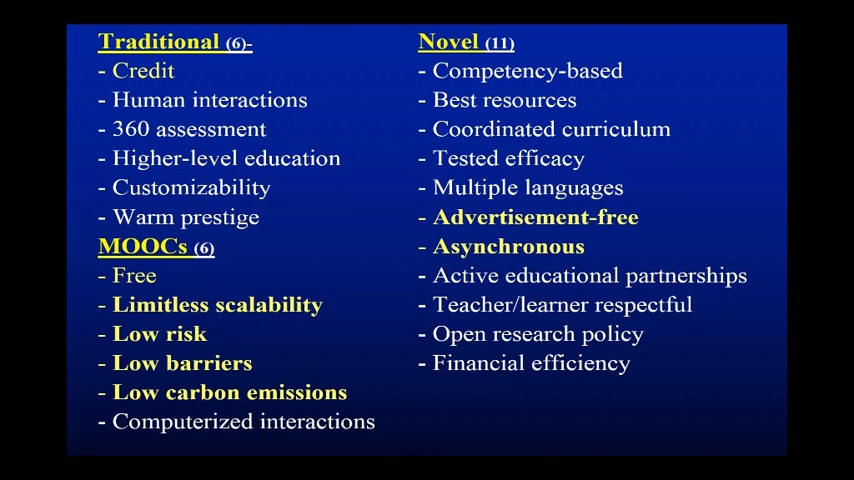 Traditional (6)-
- Credit
- Human interactions
- 360 assessment
- Higher-level education
- Customizability
- Warm prestige
MOOCs (6)
- Free
- Limitless scalability
- Low risk
- Low barriers
- Low carbon emissions
- Computerized interactions
Novel (11)
- Competency-based
- Best resources
- Coordinated curriculum
- Tested efficacy
- Multiple languages
- Advertisement-free
- Asynchronous
- Active educational partnerships
- Teacher/learner respectful
- Open research policy
- Financial efficiency